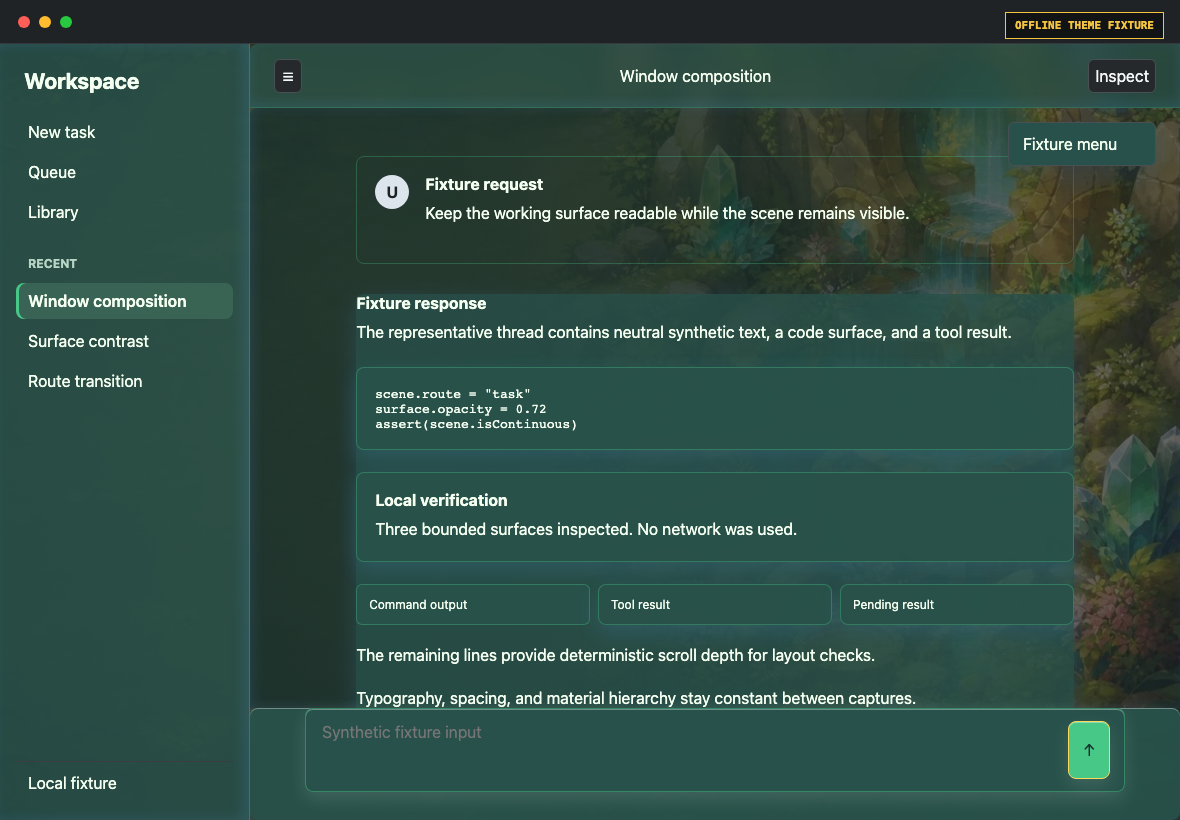 OFFLINE THEME FIXTURE
Workspace
New task
Queue
Library
RECENT
Window composition
Surface contrast
Route transition
Local fixture
Window composition
Inspect
Fixture menu
U
Fixture request
Keep the working surface readable while the scene remains visible.
Fixture response
The representative thread contains neutral synthetic text, a code surface, and a tool result.
scene.route = "task"
surface.opacity = 0.72
assert(scene.isContinuous)
Local verification
Three bounded surfaces inspected. No network was used.
Command output
Tool result
Pending result
The remaining lines provide deterministic scroll depth for layout checks.
Typography, spacing, and material hierarchy stay constant between captures.
Synthetic fixture input